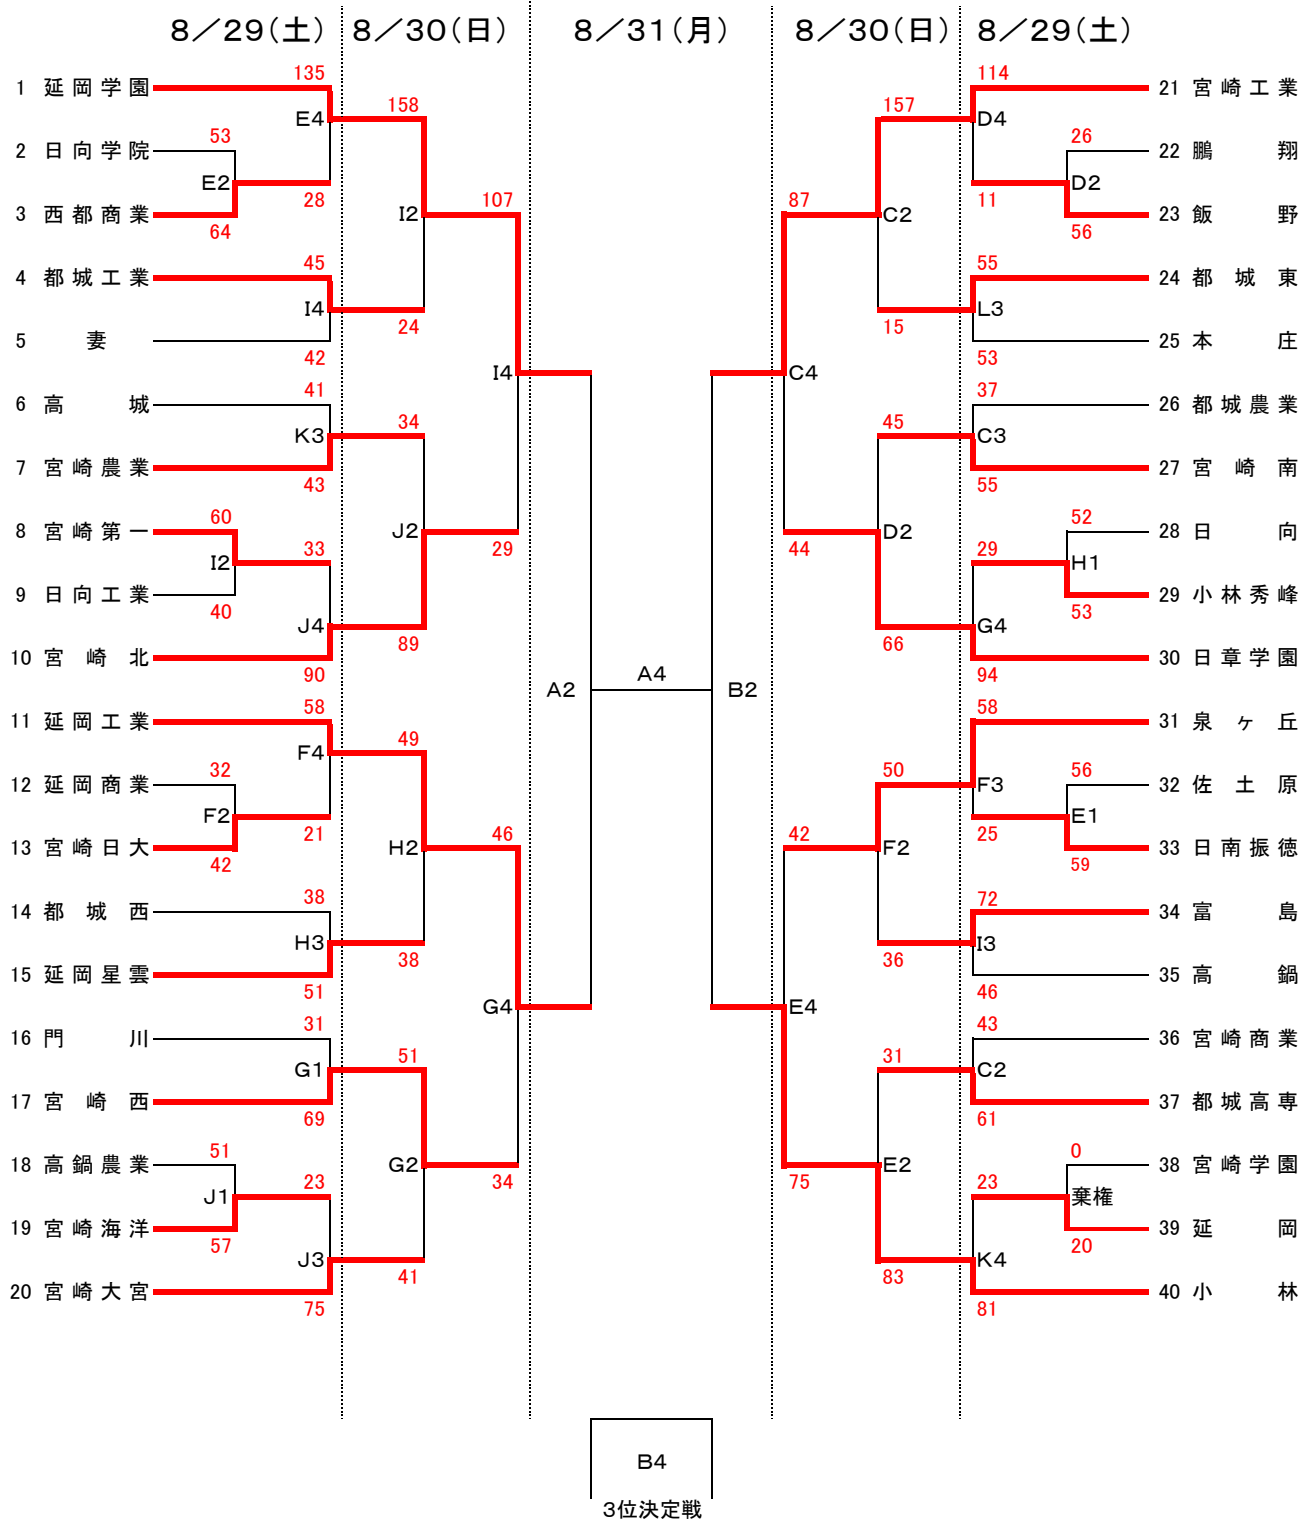 8／29(土) 8／30(日) 8／31(月) 8／30(日) 8／29(土)
135 114
1 延岡学園 21 宮崎工業
158 157
E4 D4
53 26
2 日向学院 22 鵬翔
E2 D2
28 107 87 11
3 西都商業 I2 C2 23 飯野
64 56
45 55
4 都城工業 24 都城東
I4 L3
24 15
5 妻 25 本庄
42 53
I4 C4
41 37
6 高城 26 都城農業
34 45
K3 C3
7 宮崎農業 27 宮崎南
43 55
60 52
8 宮崎第一 J2 D2 28 日向
33 29 44 29
I2 H1
9 日向工業 29 小林秀峰
40 53
J4 G4
89 66
10 宮崎北 30 日章学園
90 94
A4
A2 B2
58 58
11 延岡工業 31 泉ヶ丘
49
F4
32 50 56
12 延岡商業 F3 32 佐土原
F2 E1
21 46 42 25
13 宮崎日大 H2 F2 33 日南振徳
42 59
38 72
14 都城西 34 富島
H3 I3
38 36
15 延岡星雲 35 高鍋
51 46
G4 E4
31 43
16 門川 36 宮崎商業
51 31
G1 C2
17 宮崎西 37 都城高専
69 61
51 0
18 高鍋農業 G2 E2 38 宮崎学園
23 34 75 23
J1 棄権
19 宮崎海洋 39 延岡
57 20
J3 K4
41 83
20 宮崎大宮 40 小林
75 81
B4
3位決定戦